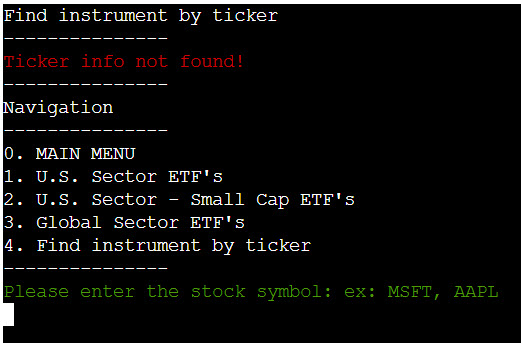 Find instrument by ticker
---------------
Ticker info not found!
---------------
Navigation
---------------
0. MAIN MENU
1. U.S. Sector ETF's
2. U.S. Sector - Small Cap ETF's
3. Global Sector ETF's
4. Find instrument by ticker
---------------
Please enter the stock symbol: ex: MSFT, AAPL